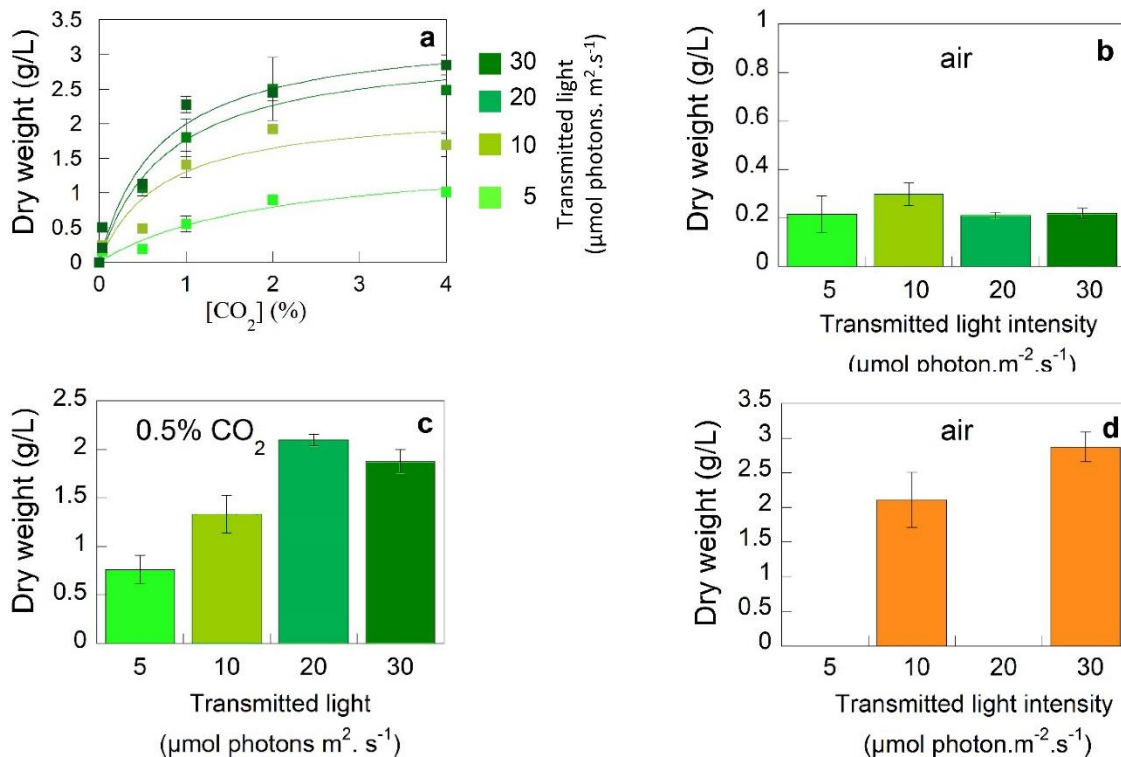 a
Dry weight (g/L)
3.5
3
2.5
2
1.5
1
0.5
0
0 1 2 3 4
[CO2] (%)
30
20
10
5
Transmitted light
(µmol photons. m².s⁻¹)
b
air
Dry weight (g/L)
1
0.8
0.6
0.4
0.2
0
5 10 20 30
Transmitted light intensity
(µmol photon.m⁻².s⁻¹)
c
0.5% CO2
Dry weight (g/L)
2.5
2
1.5
1
0.5
0
5 10 20 30
Transmitted light
(µmol photons m². s⁻¹)
d
air
Dry weight (g/L)
3.5
3
2.5
2
1.5
1
0.5
0
5 10 20 30
Transmitted light intensity
(µmol photon.m⁻².s⁻¹)